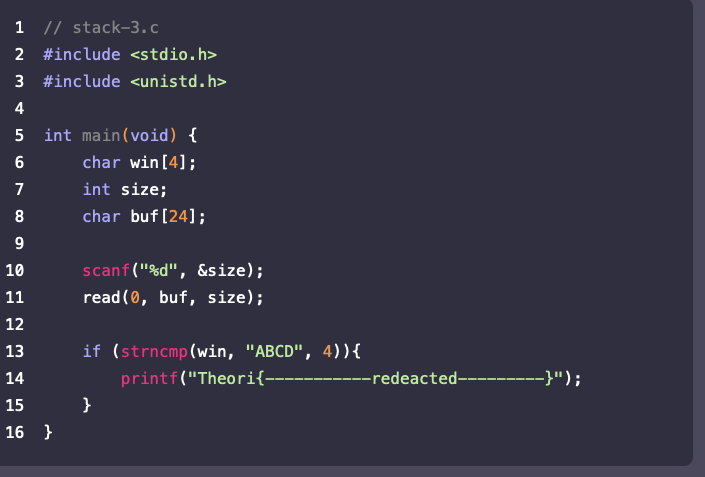 1 // stack-3.c
2 #include <stdio.h>
3 #include <unistd.h>
4
5 int main(void) {
6     char win[4];
7     int size;
8     char buf[24];
9
10     scanf("%d", &size);
11     read(0, buf, size);
12
13     if (strncmp(win, "ABCD", 4)){
14         printf("Theori{-----------redeacted---------}");
15     }
16 }